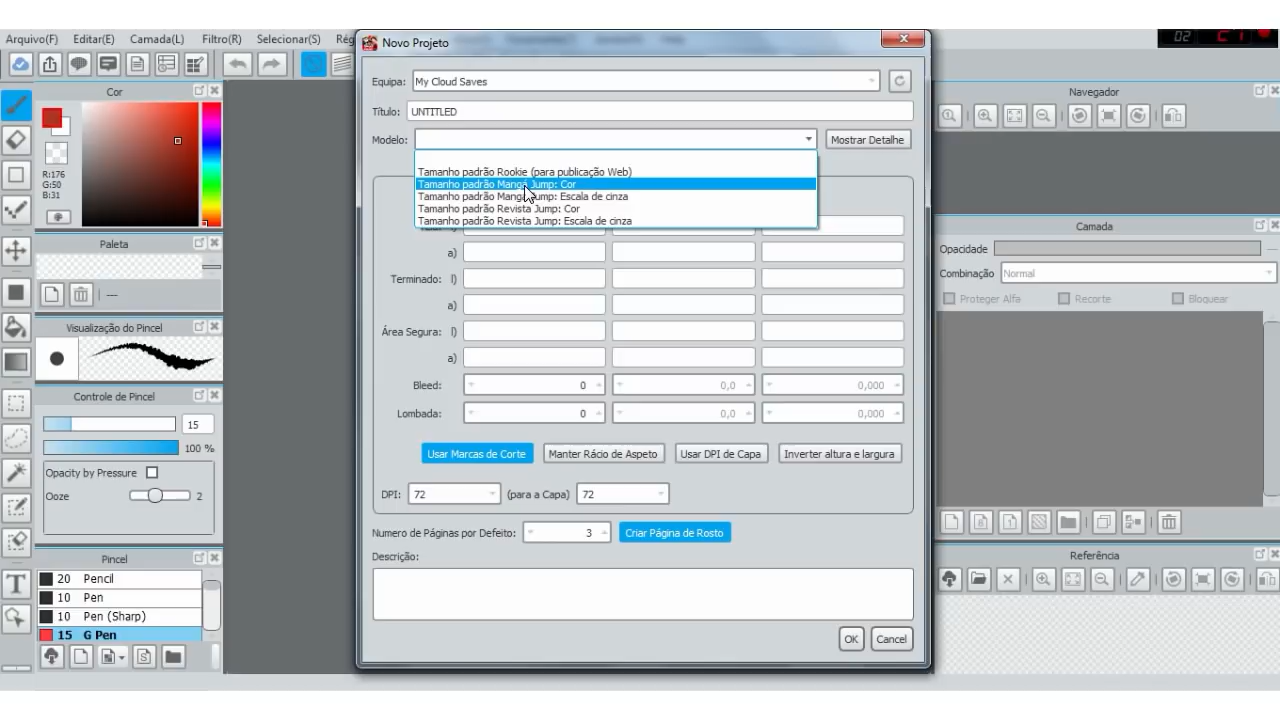 Arquivo(F) Editar(E) Camada(L) Filtro(R) Selecionar(S)
Novo Projeto
Cor
R:176
G:50
B:31
Paleta
Visualização do Pincel
Controle de Pincel
15
100 %
Opacity by Pressure
Ooze 2
Pincel
20 Pencil
10 Pen
10 Pen (Sharp)
15 G Pen
T
S
Equipa: My Cloud Saves
Título: UNTITLED
Modelo: Mostrar Detalhe
Tamanho padrão Rookie (para publicação Web)
Tamanho padrão Mangá Jump: Cor
Tamanho padrão Mangá Jump: Escala de cinza
Tamanho padrão Revista Jump: Cor
Tamanho padrão Revista Jump: Escala de cinza
a)
Terminado: l)
a)
Área Segura: l)
a)
Bleed: 0 0,0 0,000
Lombada: 0 0,0 0,000
Usar Marcas de Corte Manter Rácio de Aspeto Usar DPI de Capa Inverter altura e largura
DPI: 72 (para a Capa) 72
Numero de Páginas por Defeito: 3 Criar Página de Rosto
Descrição:
OK Cancel
02
Navegador
Camada
Opacidade
Combinação Normal
Proteger Alfa Recorte Bloquear
Referência